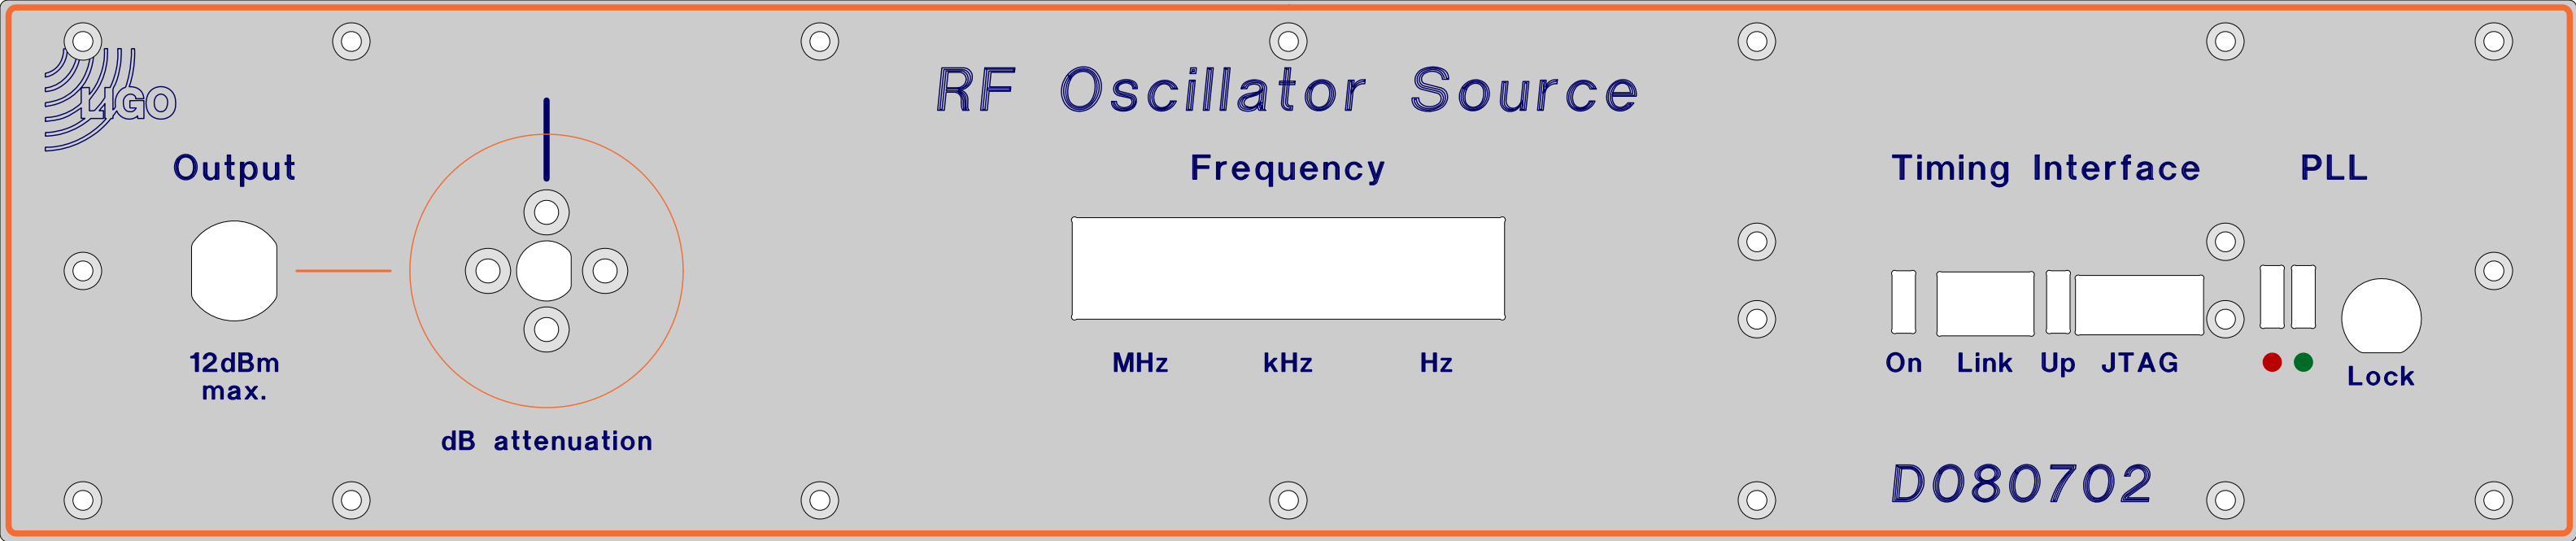 LIGO
RF Oscillator Source
Output
Frequency
Timing Interface
PLL
12dBm
max.
MHz kHz Hz
On Link Up JTAG
Lock
dB attenuation
D080702